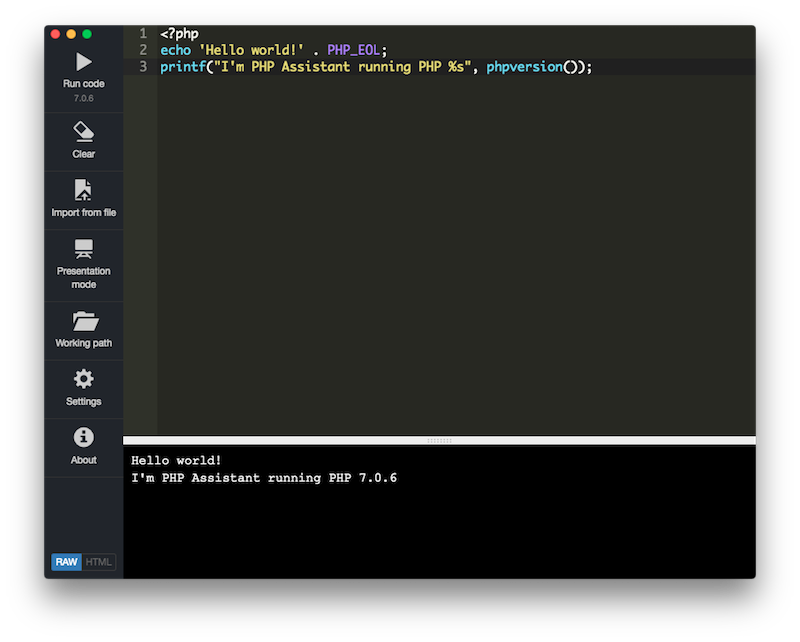 Run code
7.0.6
Clear
Import from file
Presentation
mode
Working path
Settings
About
RAW HTML
1 <?php
2 echo 'Hello world!' . PHP_EOL;
3 printf("I'm PHP Assistant running PHP %s", phpversion());
Hello world!
I'm PHP Assistant running PHP 7.0.6